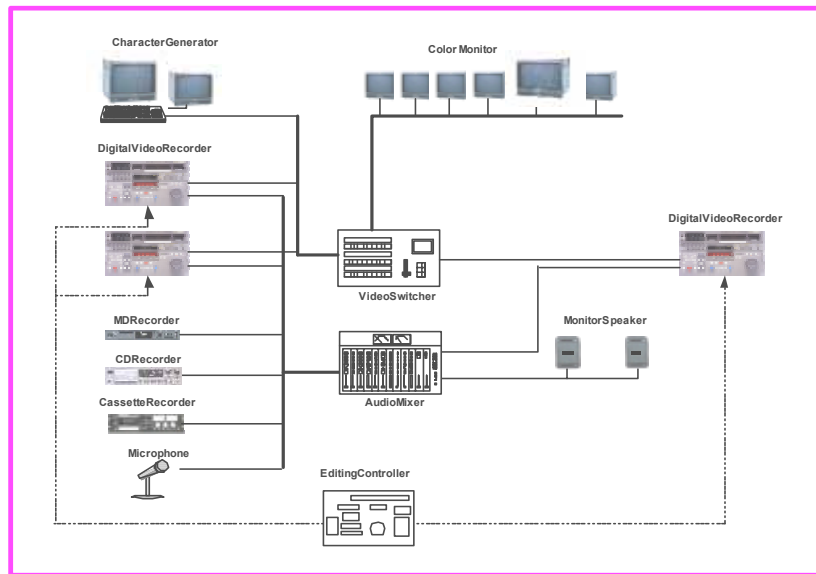 CharacterGenerator
ColorMonitor
DigitalVideoRecorder
DigitalVideoRecorder
VideoSwitcher
MDRecorder
MonitorSpeaker
CDRecorder
CassetteRecorder
AudioMixer
Microphone
EditingController